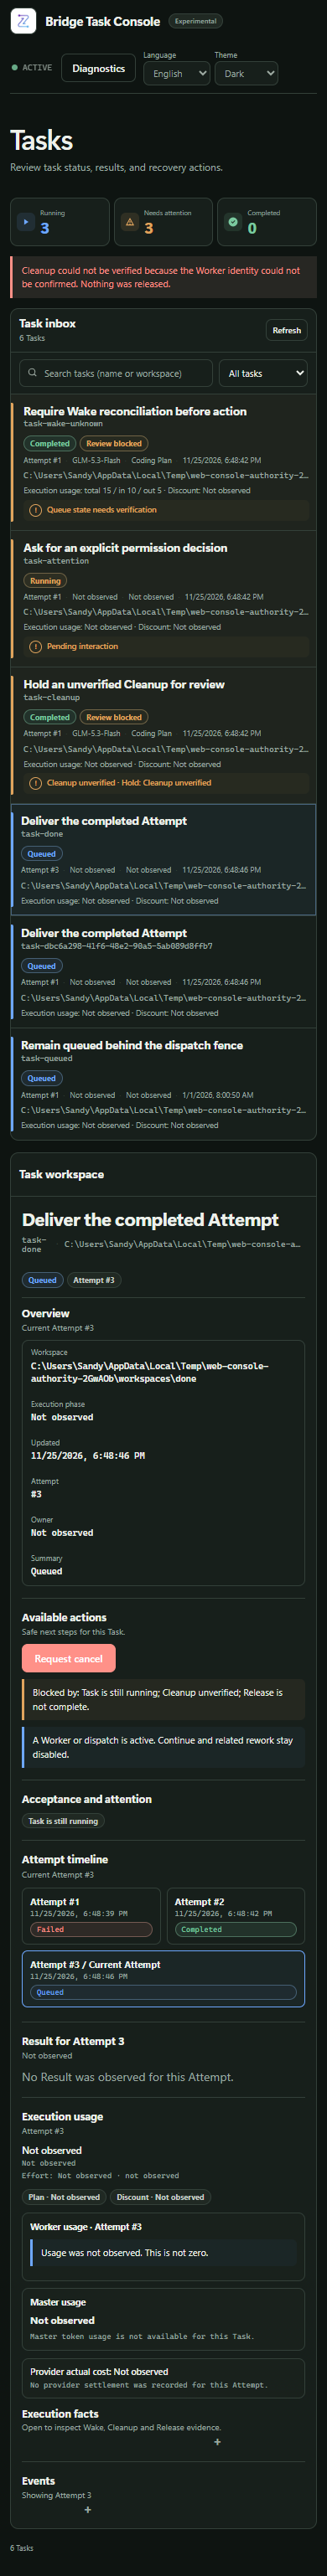 Bridge Task Console Experimental
ACTIVE Diagnostics
Language
English
Theme
Dark
Tasks
Review task status, results, and recovery actions.
Running
3
Needs attention
3
Completed
0
Cleanup could not be verified because the Worker identity could not
be confirmed. Nothing was released.
Task inbox
6 Tasks
Refresh
Search tasks (name or workspace)
All tasks
Require Wake reconciliation before action
task-wake-unknown
Completed Review blocked
Attempt #1 GLM-5.3-Flash Coding Plan · 11/25/2026, 6:48:42 PM
C:\Users\Sandy\AppData\Local\Temp\web-console-authority-2…
Execution usage: total 15 / in 10 / out 5 · Discount: Not observed
Queue state needs verification
Ask for an explicit permission decision
task-attention
Running
Attempt #1 Not observed Not observed · 11/25/2026, 6:48:42 PM
C:\Users\Sandy\AppData\Local\Temp\web-console-authority-2…
Execution usage: Not observed · Discount: Not observed
Pending interaction
Hold an unverified Cleanup for review
task-cleanup
Completed Review blocked
Attempt #1 GLM-5.3-Flash Coding Plan · 11/25/2026, 6:48:42 PM
C:\Users\Sandy\AppData\Local\Temp\web-console-authority-2…
Execution usage: Not observed · Discount: Not observed
Cleanup unverified · Hold: Cleanup unverified
Deliver the completed Attempt
task-done
Queued
Attempt #3 Not observed Not observed · 11/25/2026, 6:48:46 PM
C:\Users\Sandy\AppData\Local\Temp\web-console-authority-2…
Execution usage: Not observed · Discount: Not observed
Deliver the completed Attempt
task-dbc6a298-41f6-48e2-90a5-5ab089d8ffb7
Queued
Attempt #1 Not observed Not observed · 11/25/2026, 6:48:46 PM
C:\Users\Sandy\AppData\Local\Temp\web-console-authority-2…
Execution usage: Not observed · Discount: Not observed
Remain queued behind the dispatch fence
task-queued
Queued
Attempt #1 Not observed Not observed · 1/1/2026, 8:00:50 AM
C:\Users\Sandy\AppData\Local\Temp\web-console-authority-2…
Execution usage: Not observed · Discount: Not observed
Task workspace
Deliver the completed Attempt
task-
done
C:\Users\Sandy\AppData\Local\Temp\web-console-a…
Queued Attempt #3
Overview
Current Attempt #3
Workspace
C:\Users\Sandy\AppData\Local\Temp\web-console-
authority-2GwAOb\workspaces\done
Execution phase
Not observed
Updated
11/25/2026, 6:48:46 PM
Attempt
#3
Owner
Not observed
Summary
Queued
Available actions
Safe next steps for this Task.
Request cancel
Blocked by: Task is still running; Cleanup unverified; Release is
not complete.
A Worker or dispatch is active. Continue and related rework stay
disabled.
Acceptance and attention
Task is still running
Attempt timeline
Current Attempt #3
Attempt #1
11/25/2026, 6:48:39 PM
Failed
Attempt #2
11/25/2026, 6:48:42 PM
Completed
Attempt #3 / Current Attempt
11/25/2026, 6:48:46 PM
Queued
Result for Attempt 3
Not observed
No Result was observed for this Attempt.
Execution usage
Attempt #3
Not observed
Not observed
Effort: Not observed · not observed
Plan · Not observed Discount · Not observed
Worker usage · Attempt #3
Usage was not observed. This is not zero.
Master usage
Not observed
Master token usage is not available for this Task.
Provider actual cost: Not observed
No provider settlement was recorded for this Attempt.
Execution facts
Open to inspect Wake, Cleanup and Release evidence.
+
Events
Showing Attempt 3
+
6 Tasks